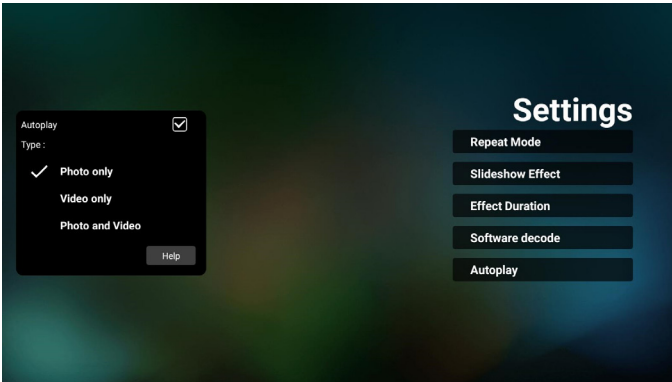 Settings
Autoplay
Type :
Photo only
Video only
Photo and Video
Help
Repeat Mode
Slideshow Effect
Effect Duration
Software decode
Autoplay